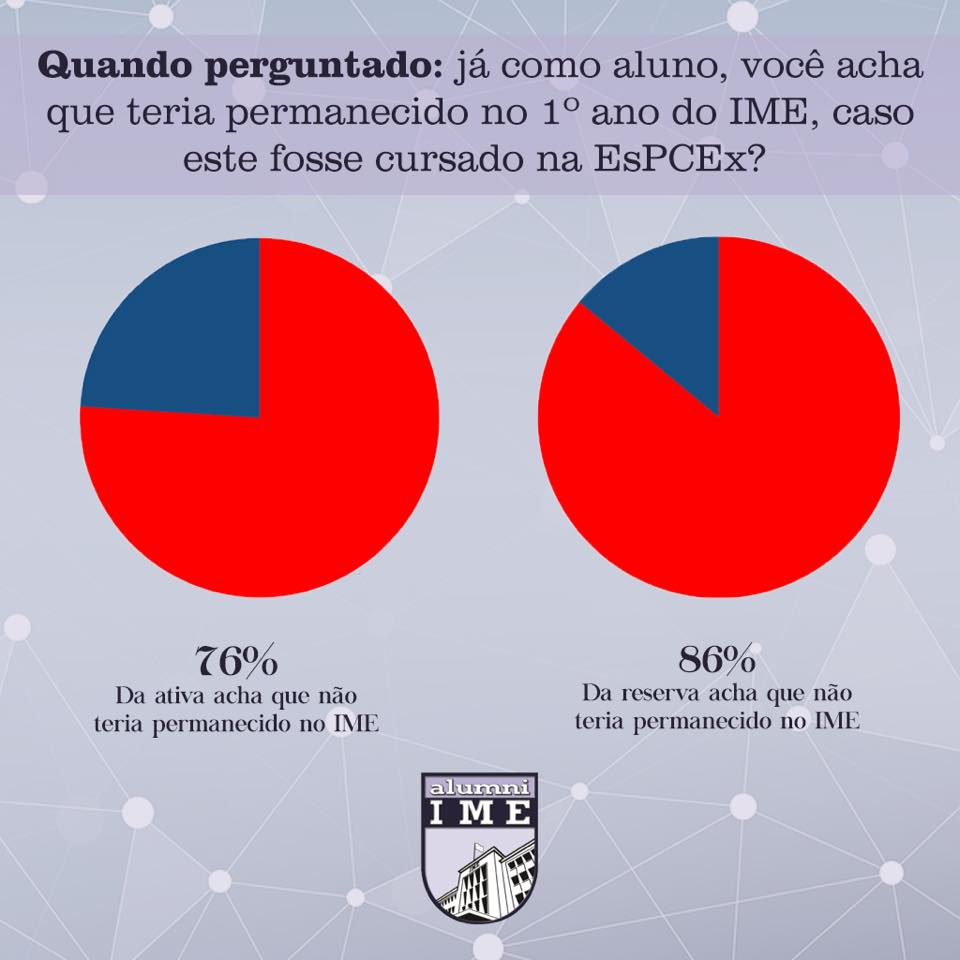 Quando perguntado: já como aluno, você acha
que teria permanecido no 1º ano do IME, caso
este fosse cursado na EsPCEx?
76%
Da ativa acha que não
teria permanecido no IME
86%
Da reserva acha que não
teria permanecido no IME
alumni
IME